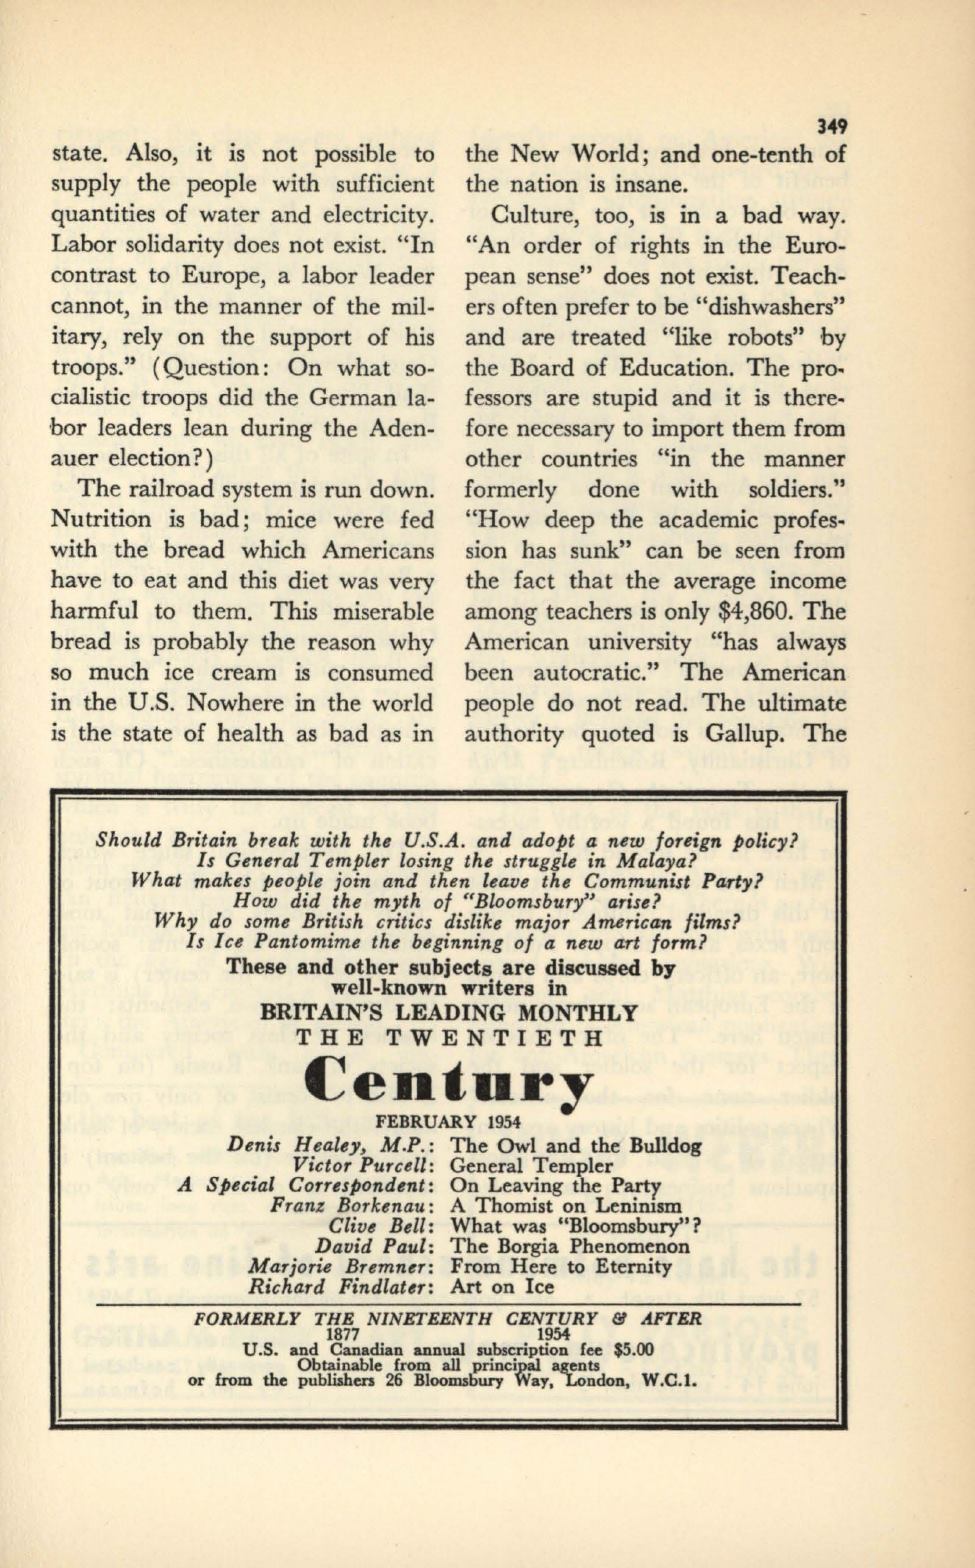 349
state. Also, it is not possible to
supply the people with sufficient
quantities of water and electricity.
Labor solidarity does not exist. “In
contrast to Europe, a labor leader
cannot, in the manner of the mil-
itary, rely on the support of his
troops.” (Question: On what so-
cialistic troops did the German la-
bor leaders lean during the Aden-
auer election?)
The railroad system is run down.
Nutrition is bad; mice were fed
with the bread which Americans
have to eat and this diet was very
harmful to them. This miserable
bread is probably the reason why
so much ice cream is consumed
in the U.S. Nowhere in the world
is the state of health as bad as in
the New World; and one-tenth of
the nation is insane.
Culture, too, is in a bad way.
“An order of rights in the Euro-
pean sense” does not exist. Teach-
ers often prefer to be “dishwashers”
and are treated “like robots” by
the Board of Education. The pro-
fessors are stupid and it is there-
fore necessary to import them from
other countries “in the manner
formerly done with soldiers.”
“How deep the academic profes-
sion has sunk” can be seen from
the fact that the average income
among teachers is only $4,860. The
American university “has always
been autocratic.” The American
people do not read. The ultimate
authority quoted is Gallup. The
Should Britain break with the U.S.A. and adopt a new foreign policy?
Is General Templer losing the struggle in Malaya?
What makes people join and then leave the Communist Party?
How did the myth of “Bloomsbury” arise?
Why do some British critics dislike major American films?
Is Ice Pantomime the beginning of a new art form?
These and other subjects are discussed by
well-known writers in
BRITAIN’S LEADING MONTHLY
THE TWENTIETH
Century
FEBRUARY 1954
Denis Healey, M.P.: The Owl and the Bulldog
Victor Purcell: General Templer
A Special Correspondent: On Leaving the Party
Franz Borkenau: A Thomist on Leninism
Clive Bell: What was “Bloomsbury”?
David Paul: The Borgia Phenomenon
Marjorie Bremner: From Here to Eternity
Richard Findlater: Art on Ice
FORMERLY THE NINETEENTH CENTURY & AFTER
1877 1954
U.S. and Canadian annual subscription fee $5.00
Obtainable from all principal agents
or from the publishers 26 Bloomsbury Way, London, W.C.1.